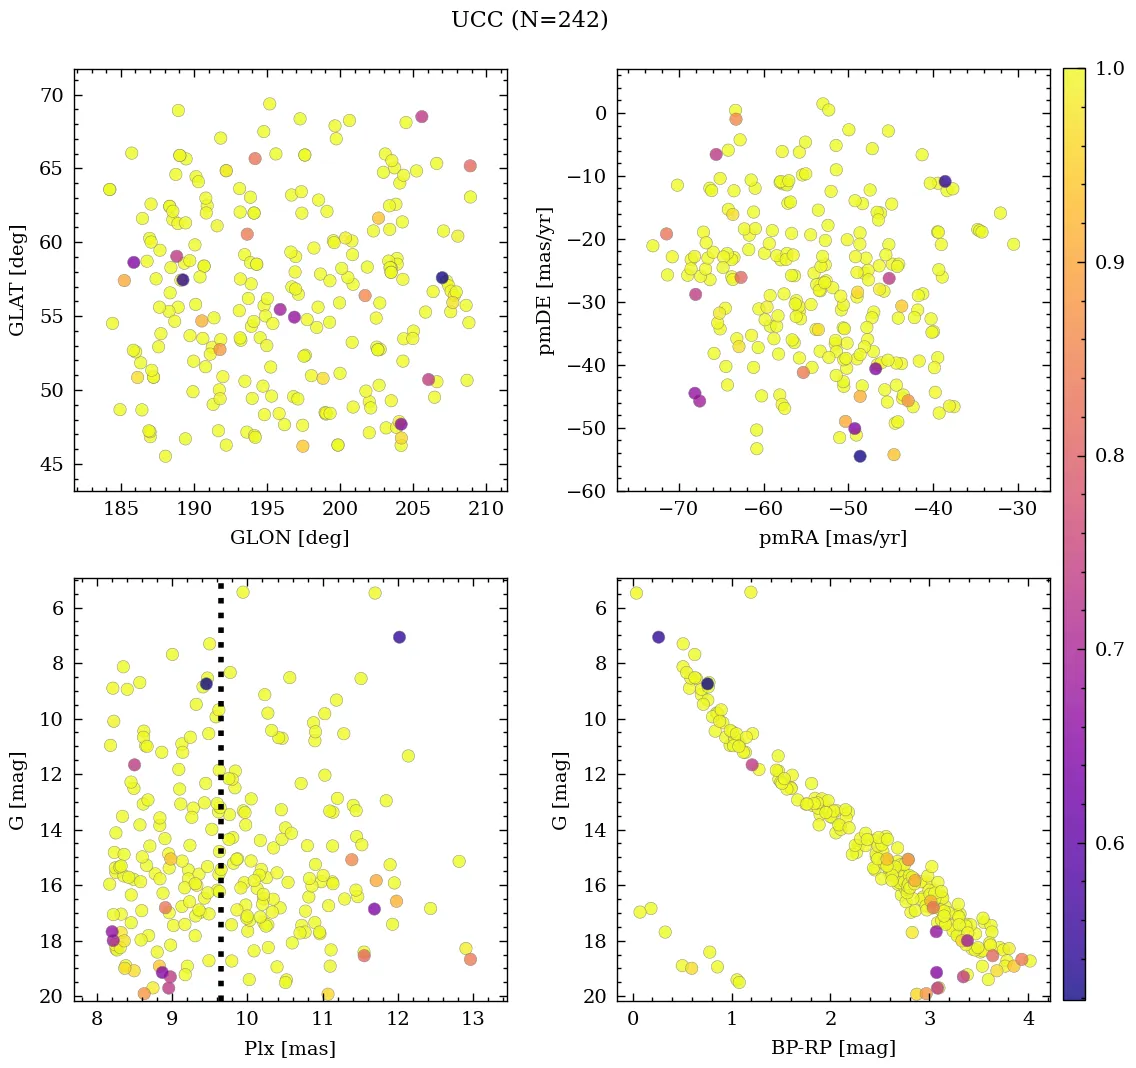 UCC (N=242)
70
65
60
55
50
45
GLAT [deg]
185 190 195 200 205 210
GLON [deg]
0
−10
−20
−30
−40
−50
−60
pmDE [mas/yr]
−70 −60 −50 −40 −30
pmRA [mas/yr]
1.0
0.9
0.8
0.7
0.6
6
8
10
12
14
16
18
20
G [mag]
8 9 10 11 12 13
Plx [mas]
6
8
10
12
14
16
18
20
G [mag]
0 1 2 3 4
BP-RP [mag]